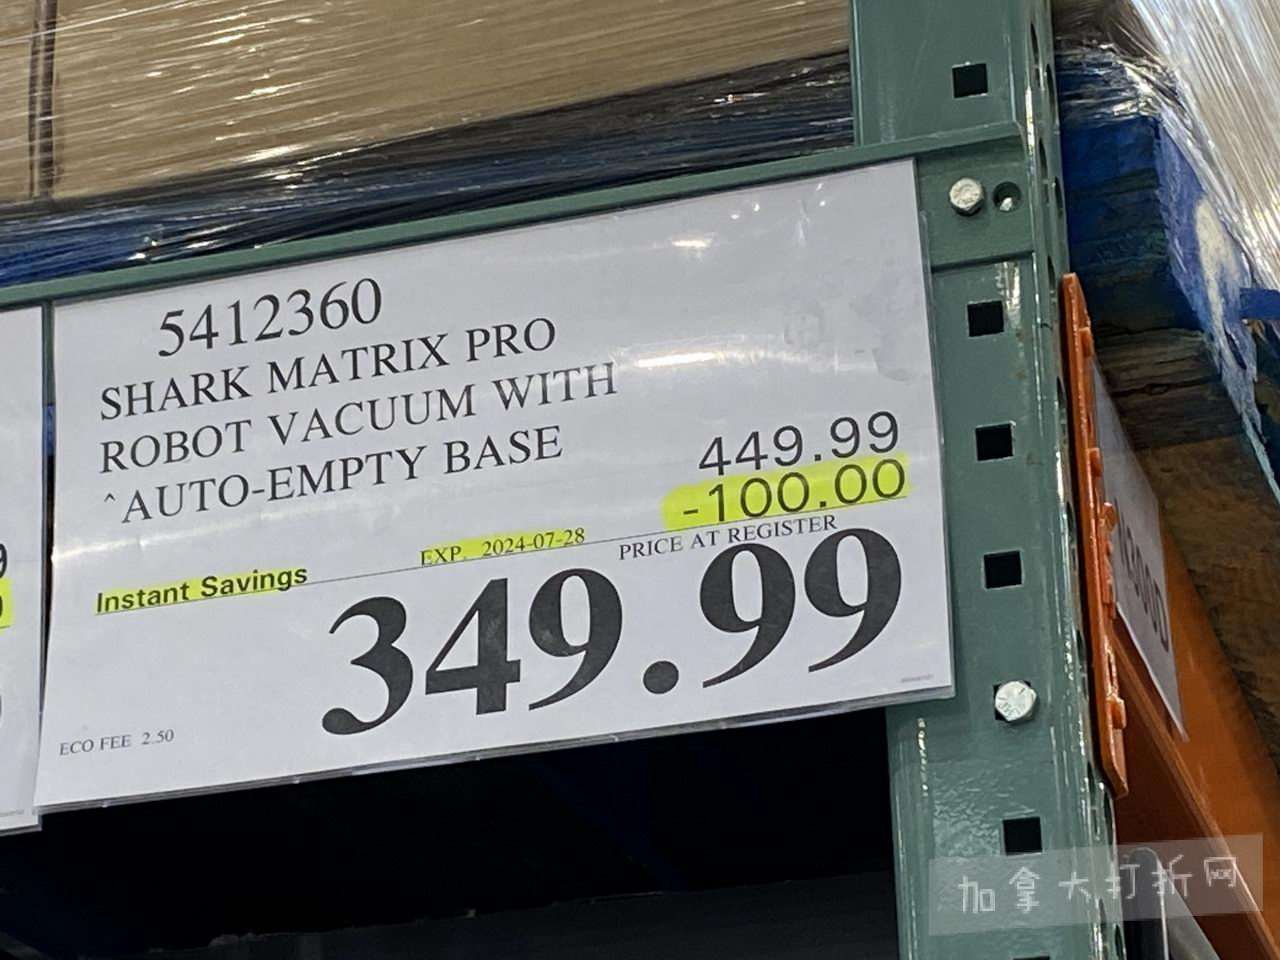 5412360
SHARK MATRIX PRO
ROBOT VACUUM WITH
^AUTO-EMPTY BASE
449.99
-100.00
Instant Savings
EXP. 2024-07-28
PRICE AT REGISTER
349.99
ECO FEE 2.50
加拿大打折网